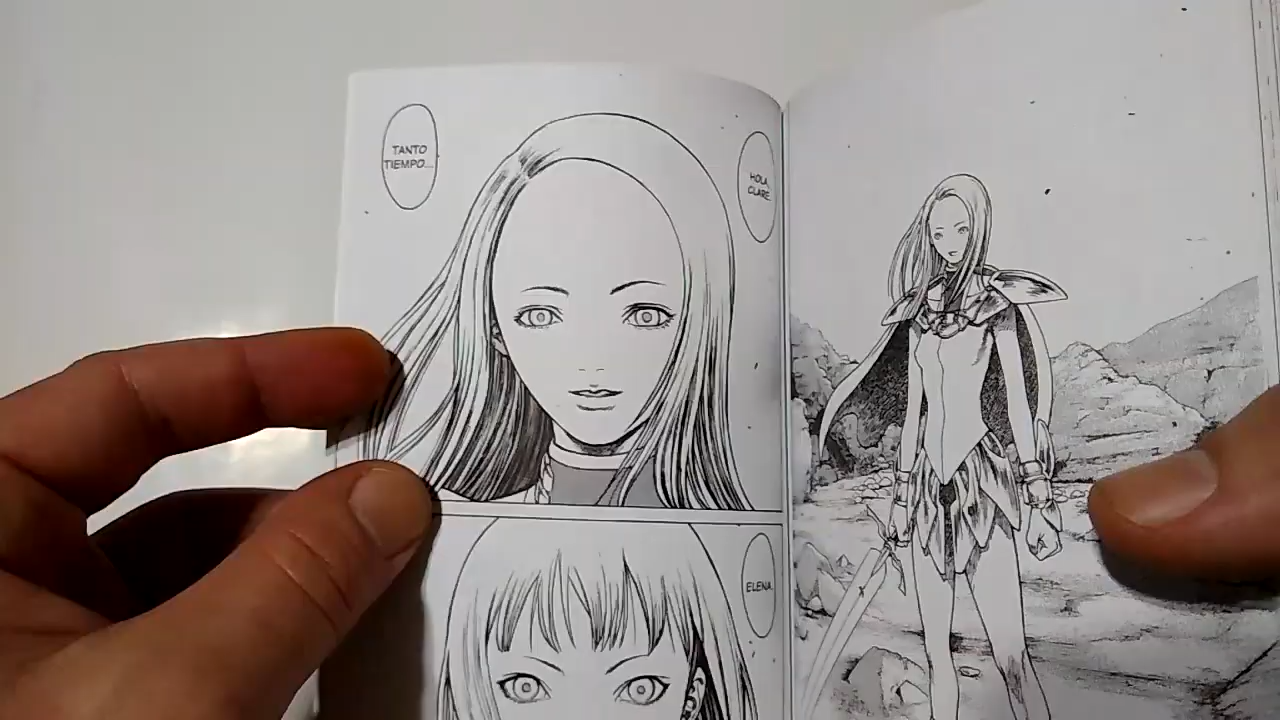 HOLA,
CLARE.
TANTO
TIEMPO...
ELENA.